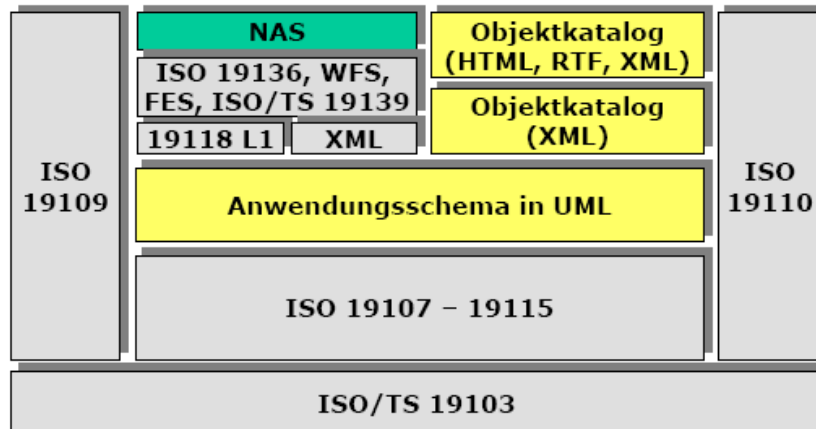 NAS
Objektkatalog
(HTML, RTF, XML)
ISO 19136, WFS,
FES, ISO/TS 19139
19118 L1
XML
Objektkatalog
(XML)
ISO
19109
Anwendungsschema in UML
ISO
19110
ISO 19107 – 19115
ISO/TS 19103